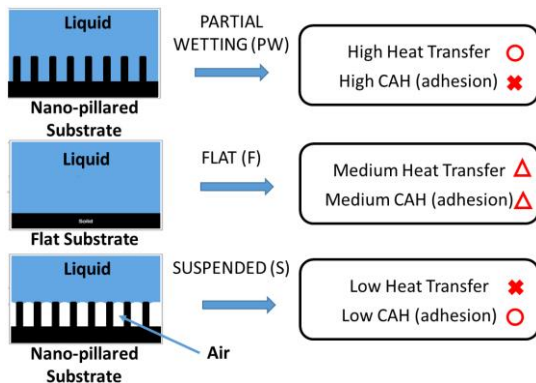 Liquid
Nano-pillared
Substrate
PARTIAL
WETTING (PW)
High Heat Transfer
High CAH (adhesion)
Liquid
Solid
Flat Substrate
FLAT (F)
Medium Heat Transfer
Medium CAH (adhesion)
Liquid
Nano-pillared
Substrate
Air
SUSPENDED (S)
Low Heat Transfer
Low CAH (adhesion)